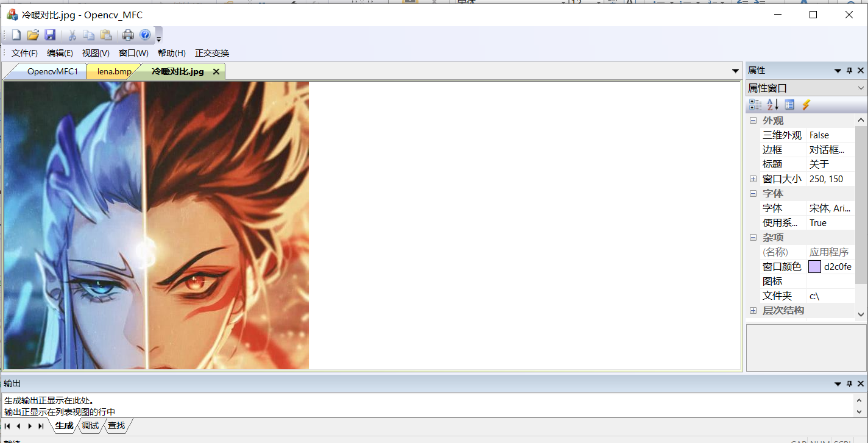 冷暖对比.jpg - Opencv_MFC
文件(F) 编辑(E) 视图(V) 窗口(W) 帮助(H) 正交变换
OpencvMFC1 lena.bmp 冷暖对比.jpg
属性
属性窗口
外观
三维外观 False
边框 对话框...
标题 关于
窗口大小 250, 150
字体
字体 宋体, Ari...
使用系... True
杂项
(名称) 应用程序
窗口颜色 d2c0fe
图标
文件夹 c:\
层次结构
输出
生成输出正显示在此处。
输出正显示在列表视图的行中
生成 调试 查找